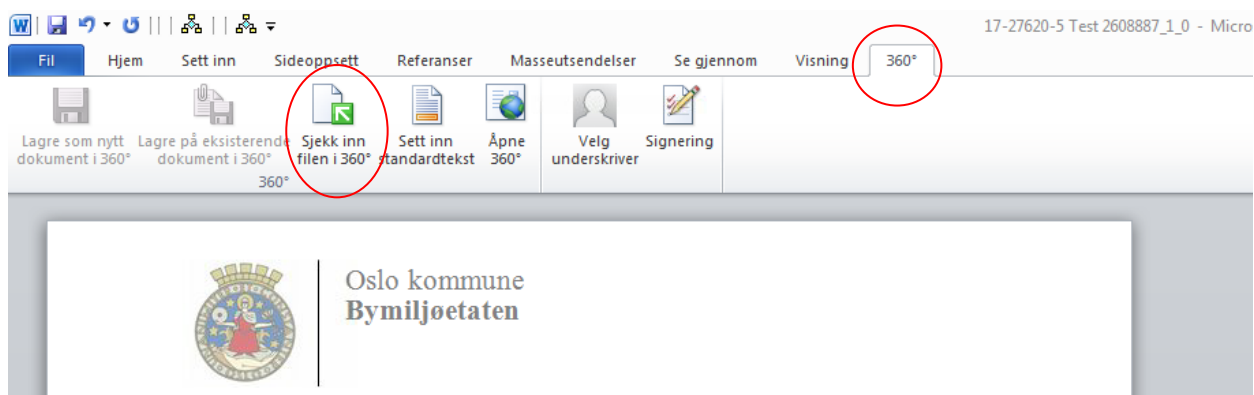 17-27620-5 Test 2608887_1_0 - Micro
Fil Hjem Sett inn Sideoppsett Referanser Masseutsendelser Se gjennom Visning 360°
Lagre som nytt dokument i 360°
Lagre på eksisterende dokument i 360°
Sjekk inn filen i 360°
Sett inn standardtekst
Åpne 360°
Velg underskriver
Signering
360°
Oslo kommune
Bymiljøetaten